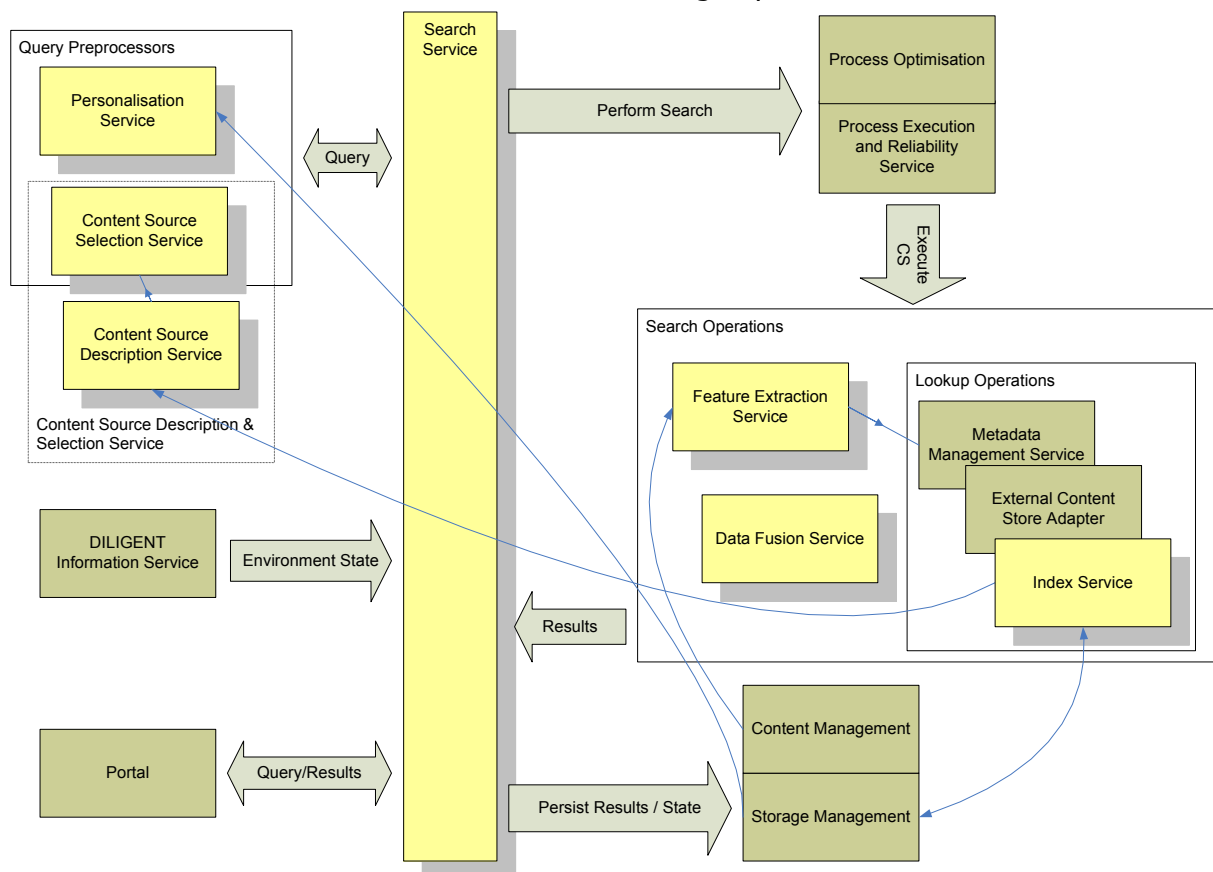 Query Preprocessors
Personalisation
Service
Content Source
Selection Service
Content Source
Description Service
Content Source Description &
Selection Service
DILIGENT
Information Service
Portal
Query
Environment State
Query/Results
Search
Service
Perform Search
Results
Persist Results / State
Process Optimisation
Process Execution
and Reliability
Service
Execute
CS
Search Operations
Feature Extraction
Service
Data Fusion Service
Lookup Operations
Metadata
Management Service
External Content
Store Adapter
Index Service
Content Management
Storage Management